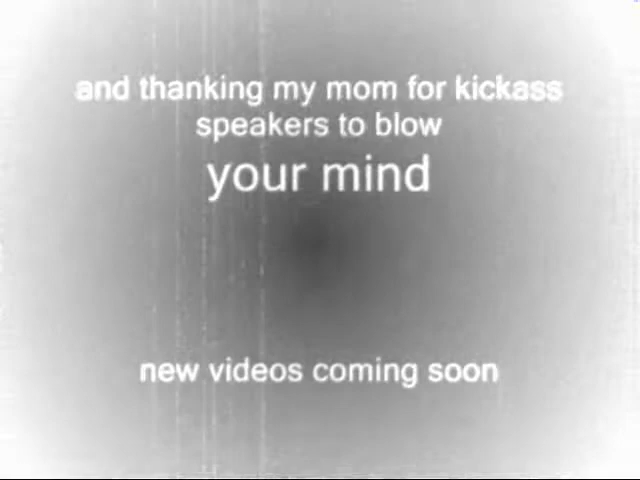 and thanking my mom for kickass
speakers to blow
your mind
new videos coming soon